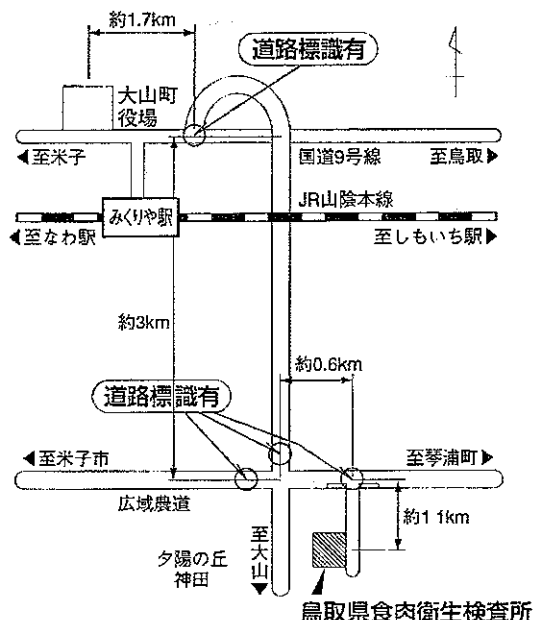 約1.7km
道路標識有
大山町
役場
◀至米子
国道9号線
至鳥取▶
JR山陰本線
みくりや駅
◀至なわ駅
至しもいち駅▶
約3km
約0.6km
道路標識有
◀至米子市
至琴浦町▶
広域農道
約1 1km
夕陽の丘
神田
至大山▼
鳥取県食肉衛生検査所